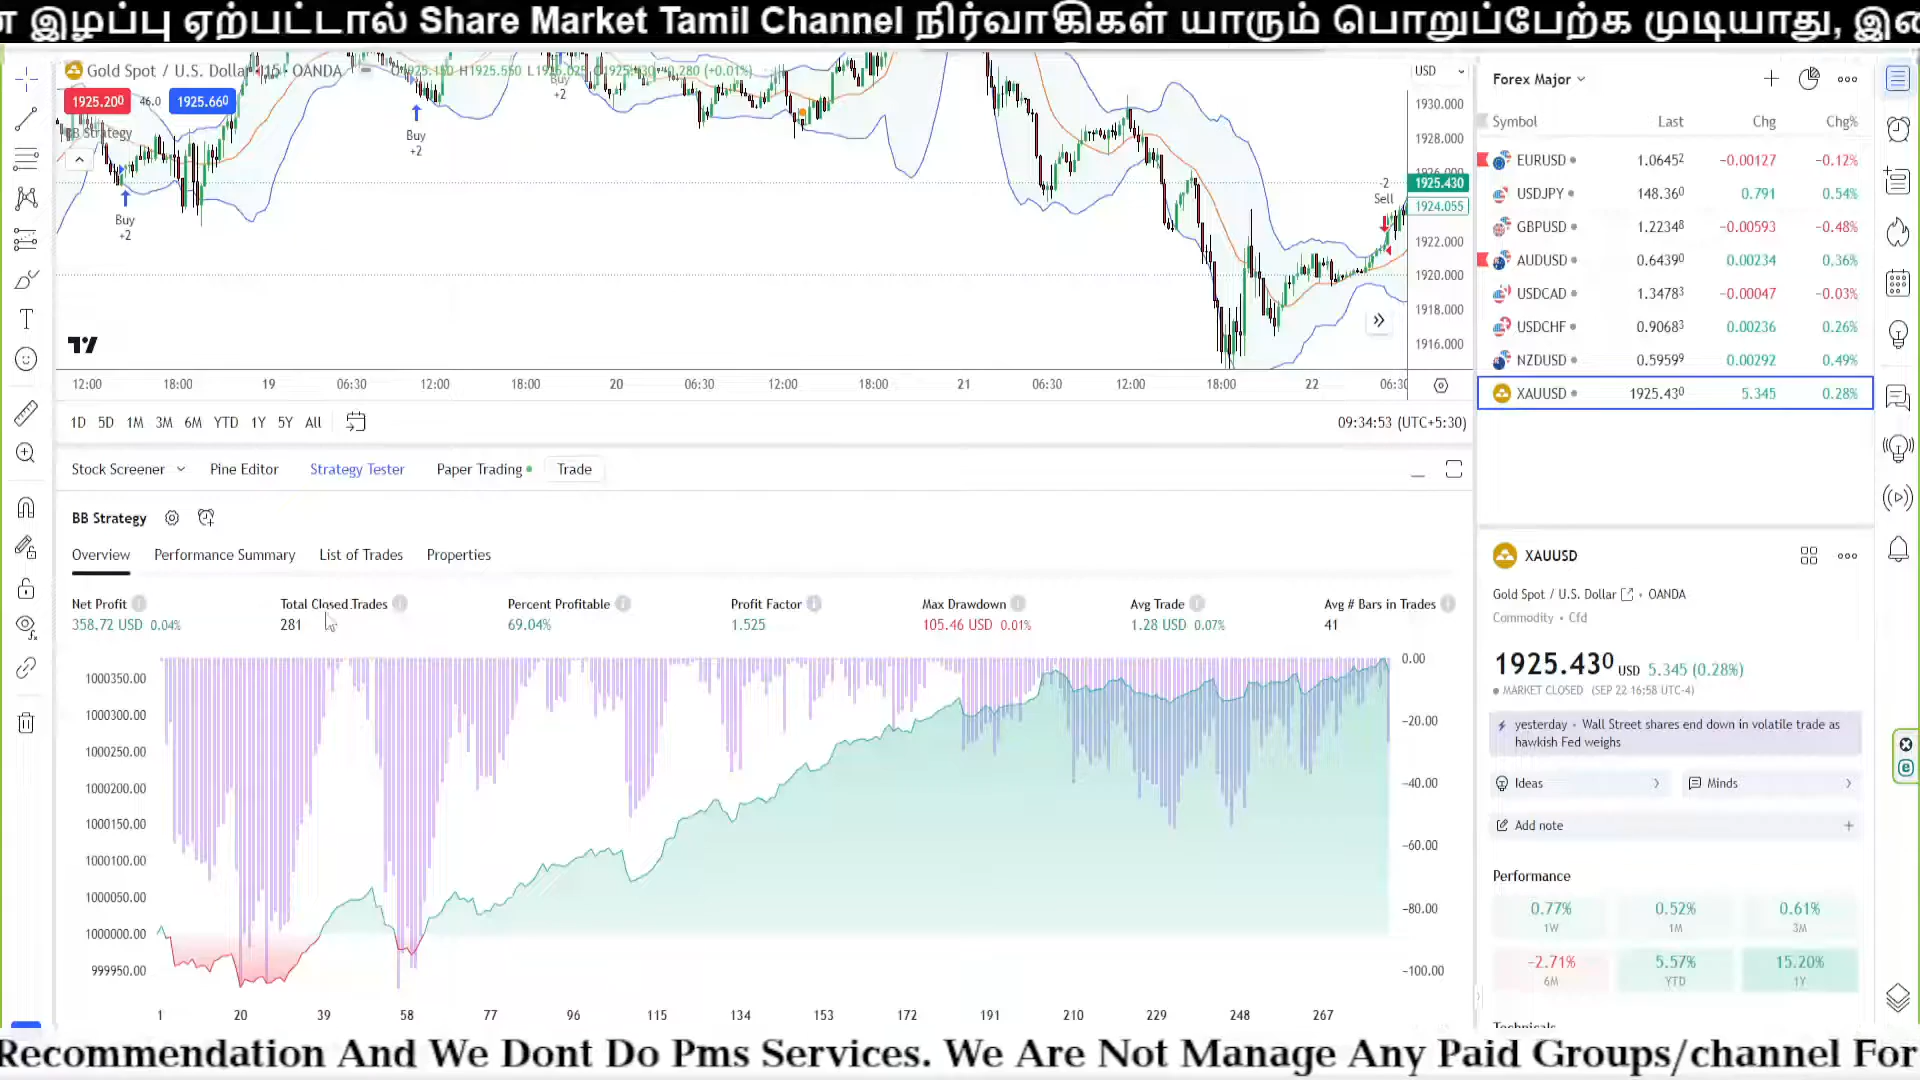 இழப்பு ஏற்பட்டால் Share Market Tamil Channel நிர்வாகிகள் யாரும் பொறுப்பேற்க முடியாது,
Gold Spot / U.S. Dollar · 15 · OANDA
1925.200 46.0 1925.660
BB Strategy
Buy
+2
Buy
+2
Buy
+2
-2
Sell
USD
1930.000
1928.000
1925.430
1924.055
1922.000
1920.000
1918.000
1916.000
12:00 18:00 19 06:30 12:00 18:00 20 06:30 12:00 18:00 21 06:30 12:00 18:00 22 06:30
1D 5D 1M 3M 6M YTD 1Y 5Y All
09:34:53 (UTC+5:30)
Stock Screener Pine Editor Strategy Tester Paper Trading Trade
BB Strategy
Overview Performance Summary List of Trades Properties
Net Profit Total Closed Trades Percent Profitable Profit Factor Max Drawdown Avg Trade Avg # Bars in Trades
358.72 USD 0.04% 281 69.04% 1.525 105.46 USD 0.01% 1.28 USD 0.07% 41
1000350.00
1000300.00
1000250.00
1000200.00
1000150.00
1000100.00
1000050.00
1000000.00
999950.00
0.00
−20.00
−40.00
−60.00
−80.00
−100.00
1 20 39 58 77 96 115 134 153 172 191 210 229 248 267
Forex Major
Symbol Last Chg Chg%
EURUSD 1.06452 −0.00127 −0.12%
USDJPY 148.360 0.791 0.54%
GBPUSD 1.22348 −0.00593 −0.48%
AUDUSD 0.64390 0.00234 0.36%
USDCAD 1.34783 −0.00047 −0.03%
USDCHF 0.90683 0.00236 0.26%
NZDUSD 0.59599 0.00292 0.49%
XAUUSD 1925.430 5.345 0.28%
XAUUSD
Gold Spot / U.S. Dollar · OANDA
Commodity · Cfd
1925.430 USD 5.345 (0.28%)
MARKET CLOSED (SEP 22 16:58 UTC-4)
yesterday · Wall Street shares end down in volatile trade as
hawkish Fed weighs
Ideas Minds
Add note
Performance
0.77% 0.52% 0.61%
1W 1M 3M
−2.71% 5.57% 15.20%
6M YTD 1Y
Technicals
Recommendation And We Dont Do Pms Services. We Are Not Manage Any Paid Groups/channel For